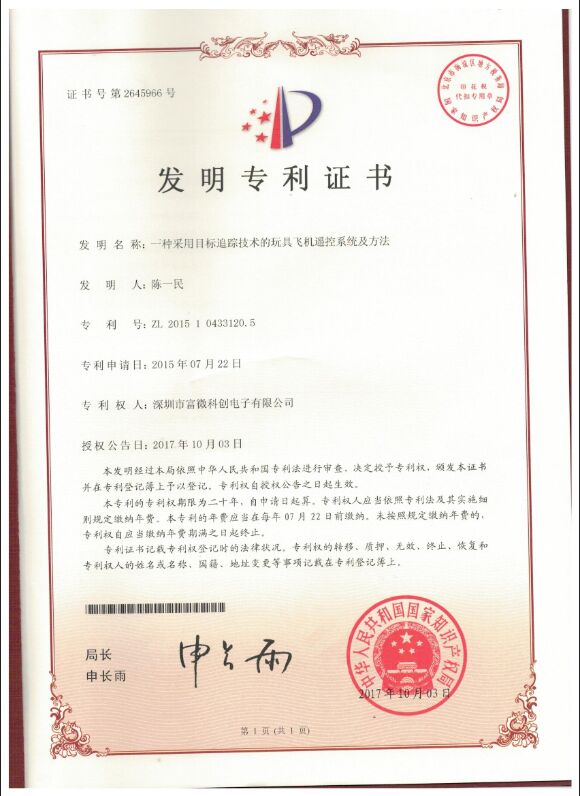 证书号第2645966号
印花税
代扣专用章
国家知识产权局
发明专利证书
发明名称:一种采用目标追踪技术的玩具飞机遥控系统及方法
发明人:陈一民
专利号:ZL 2015 1 0433120.5
专利申请日:2015年07月22日
专利权人:深圳市富微科创电子有限公司
授权公告日:2017年10月03日
本发明经过本局依照中华人民共和国专利法进行审查,决定授予专利权,颁发本证书
并在专利登记簿上予以登记。专利权自授权公告之日起生效。
本专利的专利权期限为二十年,自申请日起算。专利权人应当依照专利法及其实施细
则规定缴纳年费。本专利的年费应当在每年07月22日前缴纳。未按照规定缴纳年费的,
专利权自应当缴纳年费期满之日起终止。
专利证书记载专利权登记时的法律状况。专利权的转移、质押、无效、终止、恢复和
专利权人的姓名或名称、国籍、地址变更等事项记载在专利登记簿上。
局长
申长雨
申长雨
中华人民共和国国家知识产权局
2017年10月03日
第1页(共1页)